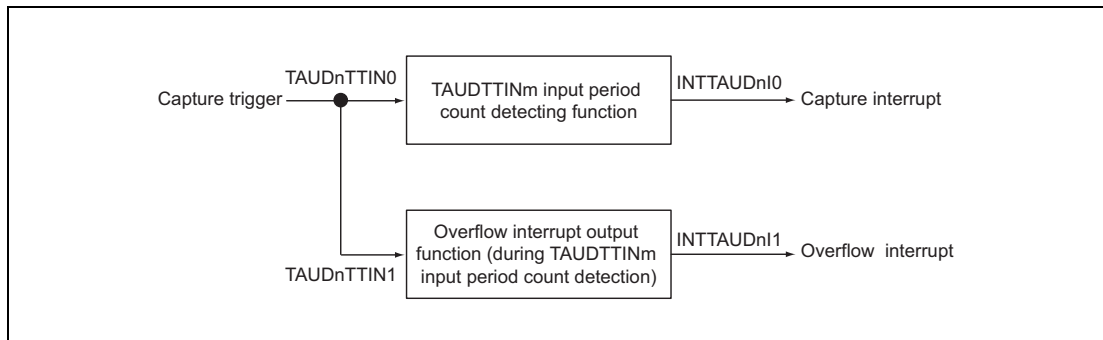 TAUDnTTIN0
Capture trigger
TAUDTTINm input period
count detecting function
INTTAUDnI0
Capture interrupt
TAUDnTTIN1
Overflow interrupt output
function (during TAUDTTINm
input period count detection)
INTTAUDnI1
Overflow interrupt